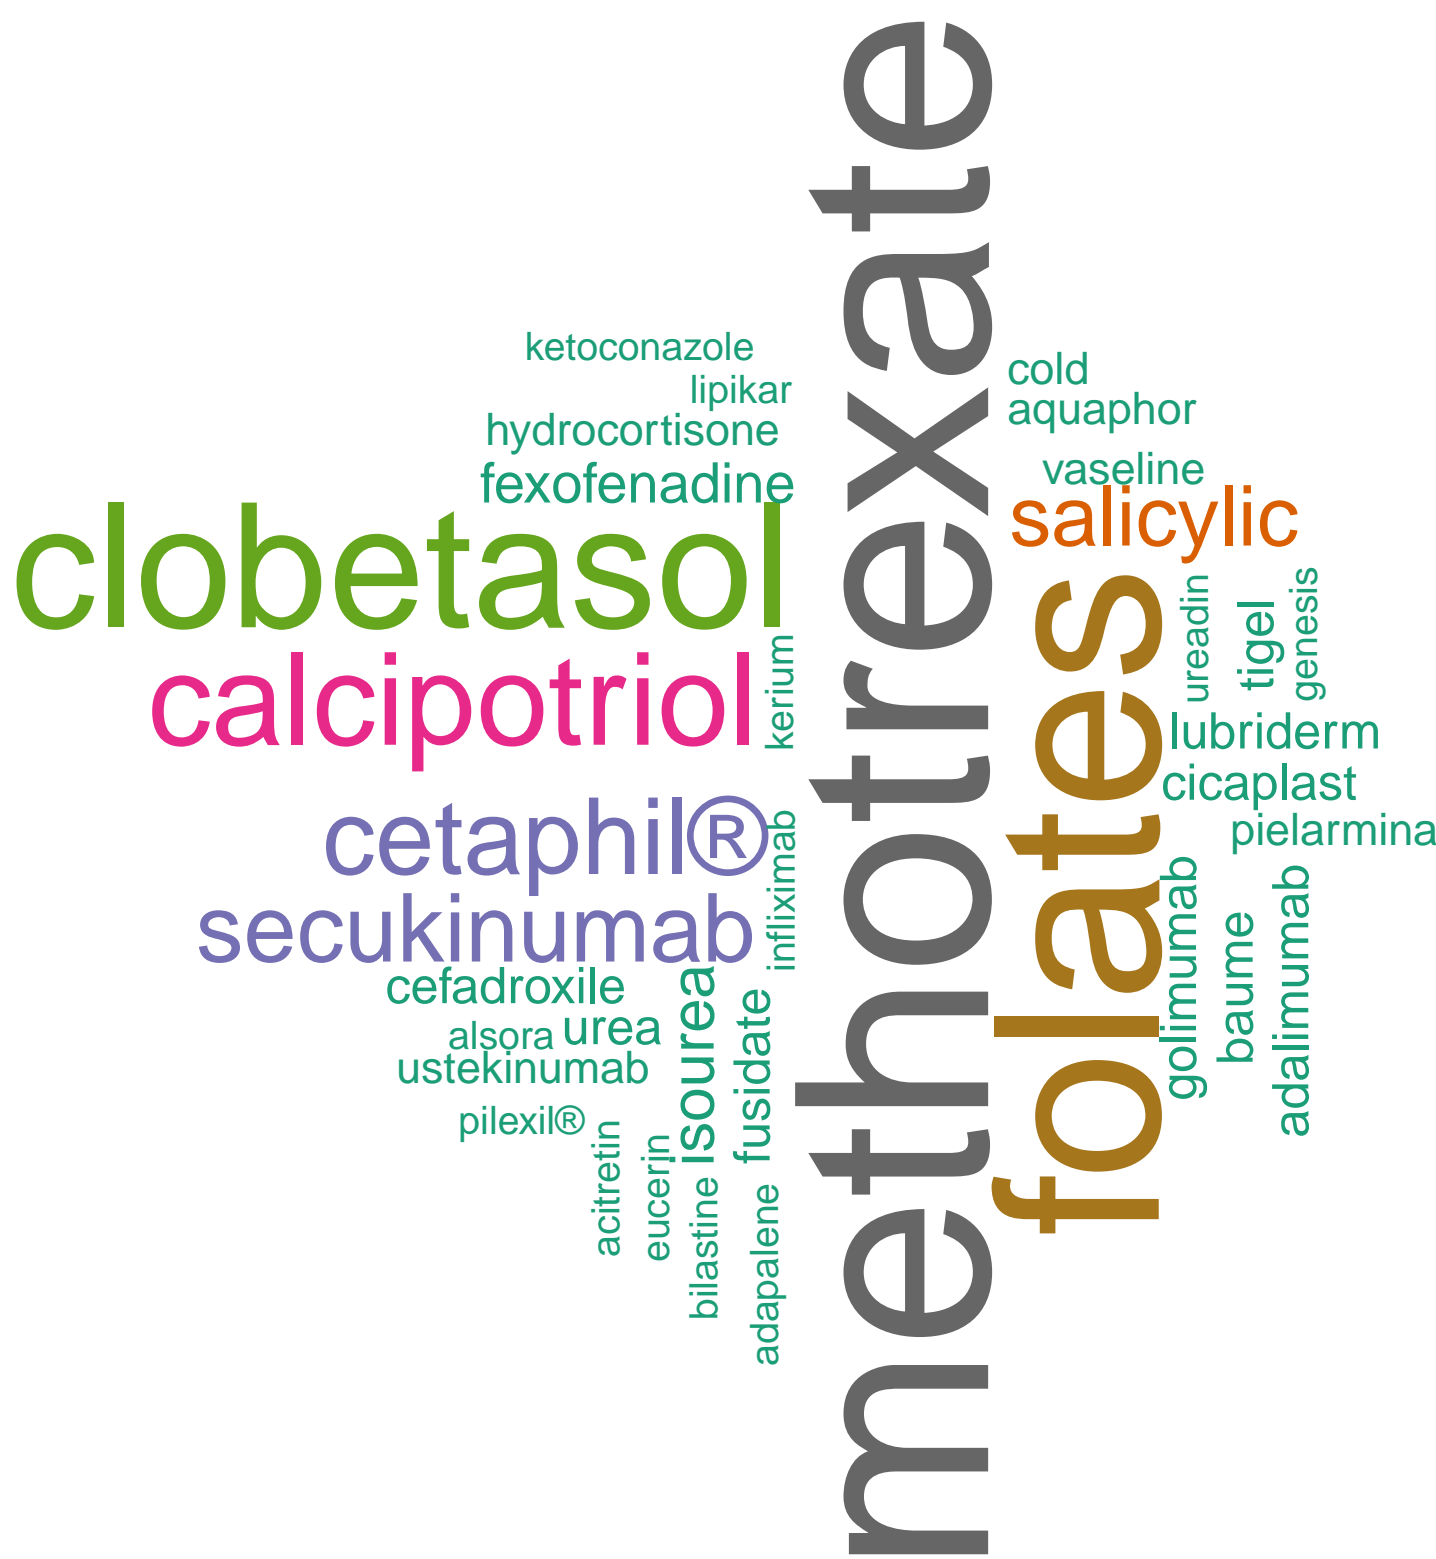 methotrexate
ketoconazole
cold
lipikar
aquaphor
hydrocortisone
vaseline
fexofenadine
salicylic
clobetasol
folates
ureadin
tigel
genesis
kerium
calcipotriol
lubriderm
cicaplast
cetaphil®
pielarmina
infliximab
secukinumab
golimumab
baume
adalimumab
cefadroxile
isourea
fusidate
urea
alsora
ustekinumab
pilexil®
acitretin
eucerin
bilastine
adapalene